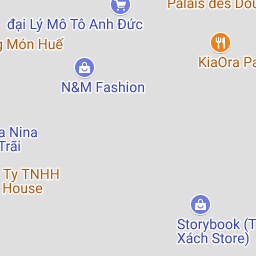 Palais des Dou
đại Lý Mô Tô Anh Đức
g Món Huế
KiaOra Pa
N&M Fashion
a Nina
Trãi
Ty TNHH
House
Storybook (T
Xách Store)